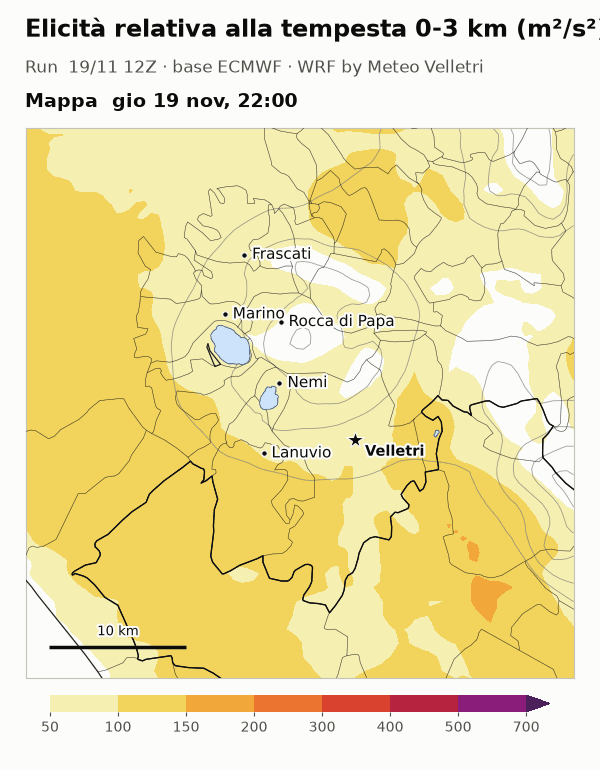 Elicità relativa alla tempesta 0-3 km (m²/s²)
Run  19/11 12Z · base ECMWF · WRF by Meteo Velletri
Mappa  gio 19 nov, 22:00
Frascati
Marino
Rocca di Papa
Nemi
Velletri
Lanuvio
10 km
50 100 150 200 300 400 500 700